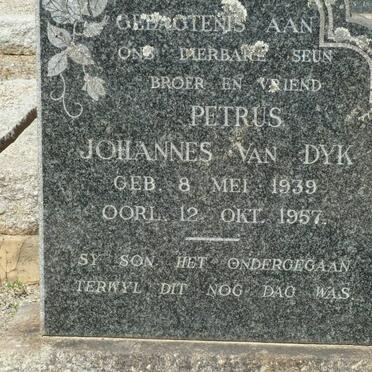 GEDAGTENIS AAN
ONS DIERBARE SEUN
BROER EN VRIEND
PETRUS
JOHANNES VAN DYK
GEB. 8 MEI 1939
OORL. 12 OKT. 1957.
SY SON HET ONDERGEGAAN
TERWYL DIT NOG DAG WAS.